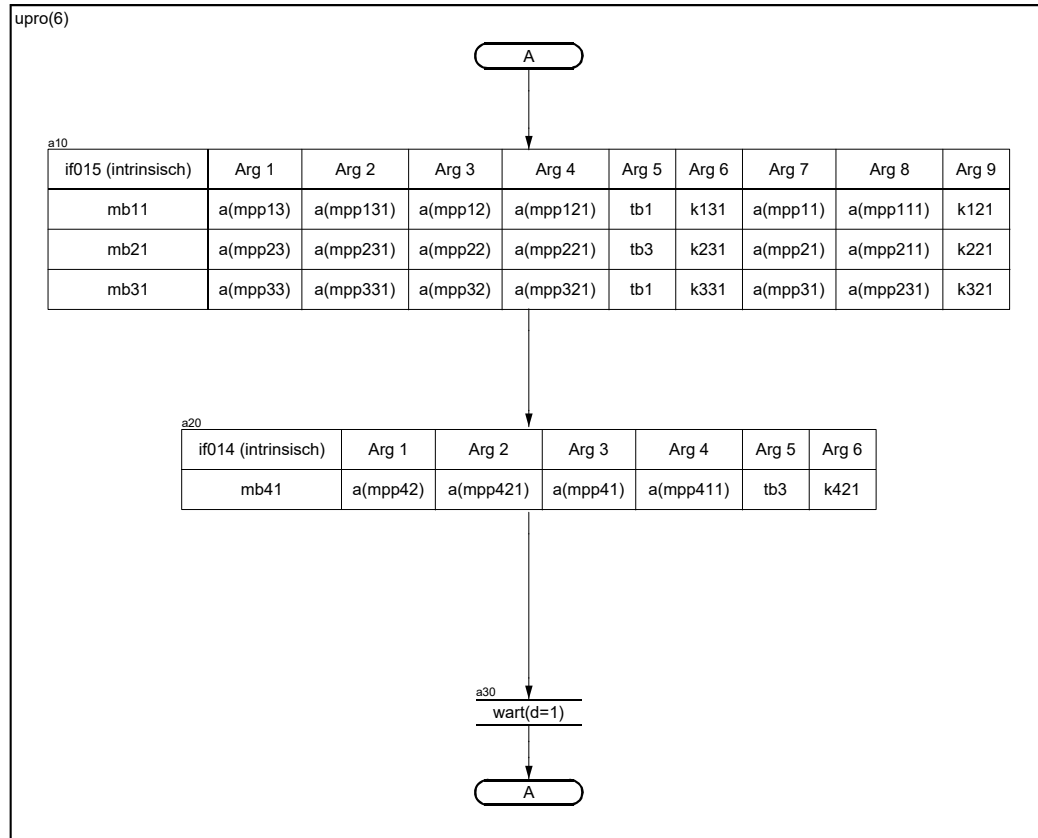 upro(6)
A
a10
if015 (intrinsisch) Arg 1 Arg 2 Arg 3 Arg 4 Arg 5 Arg 6 Arg 7 Arg 8 Arg 9
mb11 a(mpp13) a(mpp131) a(mpp12) a(mpp121) tb1 k131 a(mpp11) a(mpp111) k121
mb21 a(mpp23) a(mpp231) a(mpp22) a(mpp221) tb3 k231 a(mpp21) a(mpp211) k221
mb31 a(mpp33) a(mpp331) a(mpp32) a(mpp321) tb1 k331 a(mpp31) a(mpp231) k321
a20
if014 (intrinsisch) Arg 1 Arg 2 Arg 3 Arg 4 Arg 5 Arg 6
mb41 a(mpp42) a(mpp421) a(mpp41) a(mpp411) tb3 k421
a30
wart(d=1)
A